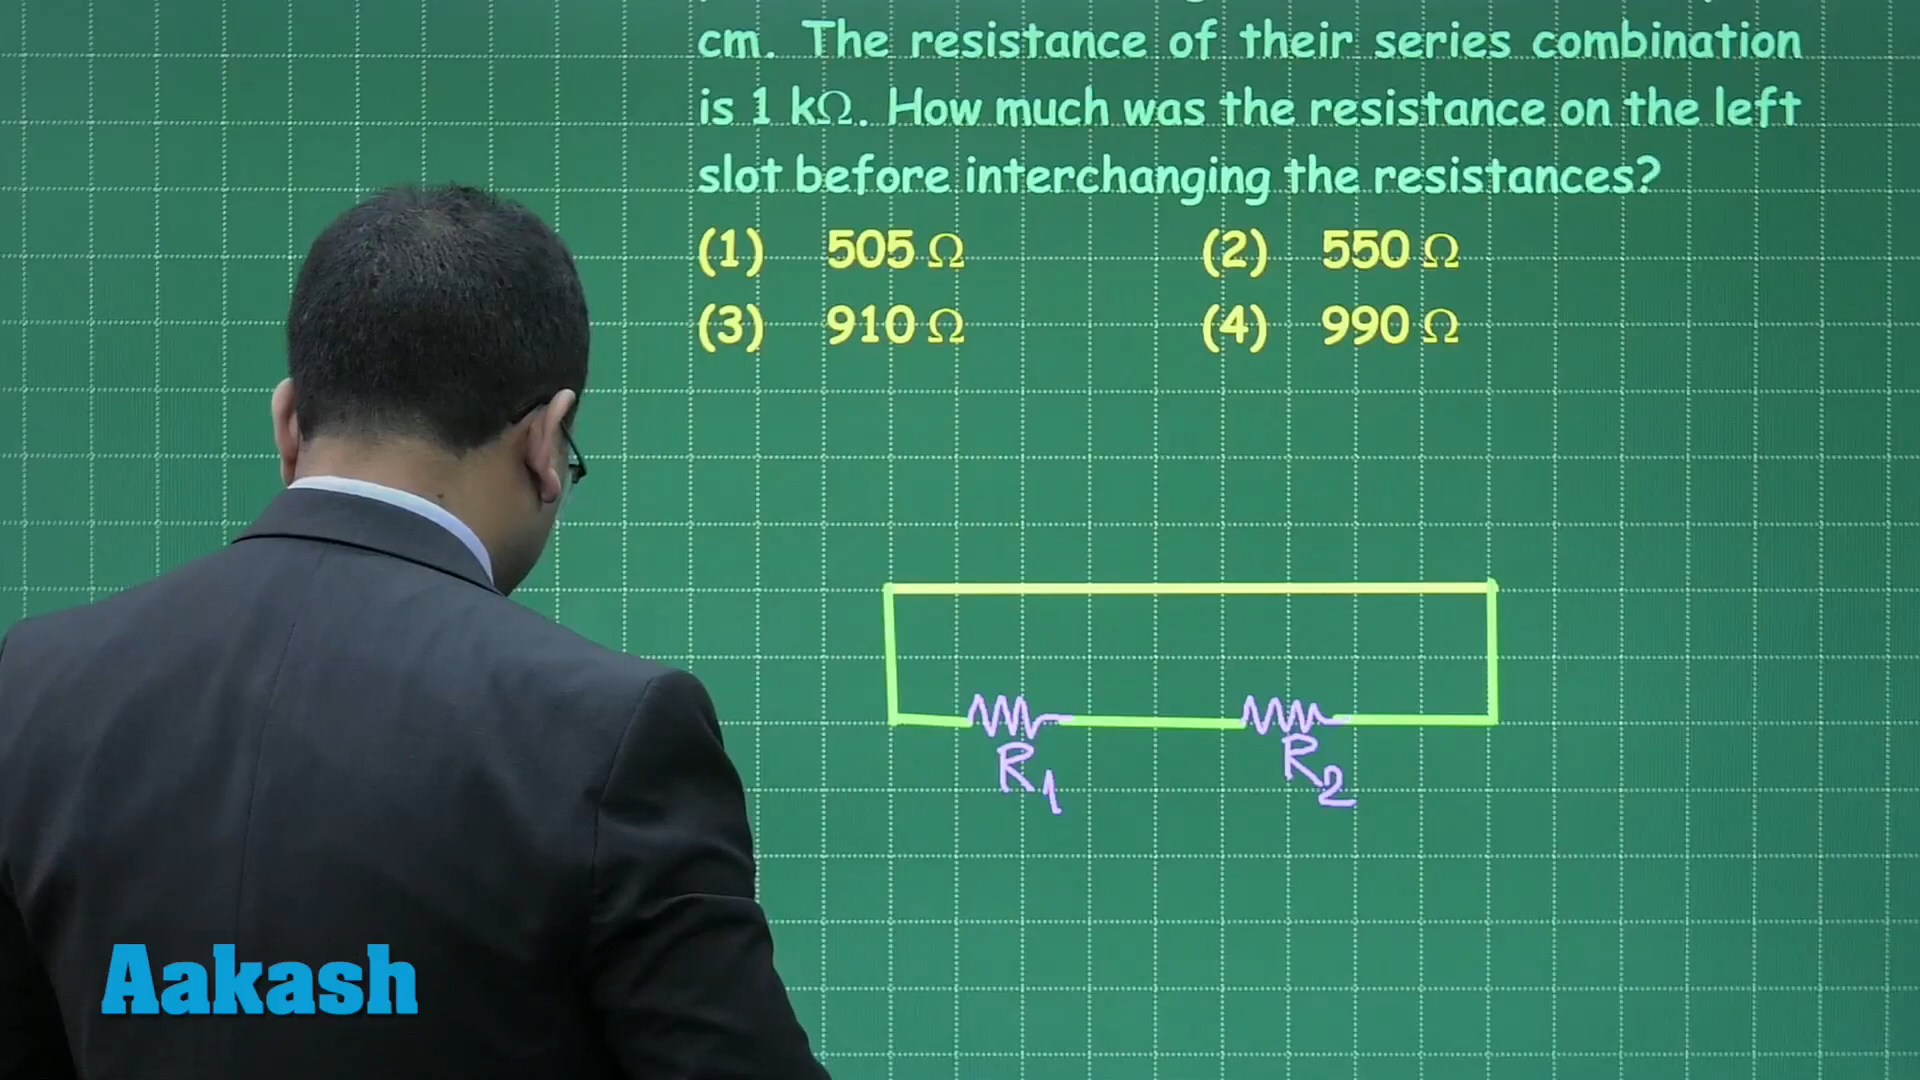 cm. The resistance of their series combination
is 1 kΩ. How much was the resistance on the left
slot before interchanging the resistances?
(1) 505 Ω (2) 550 Ω
(3) 910 Ω (4) 990 Ω
R1 R2
Aakash